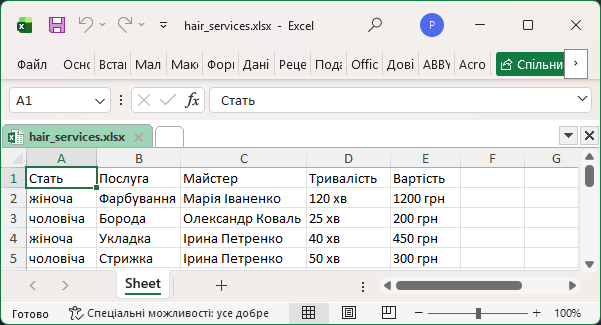 hair_services.xlsx - Excel
P
Файл Осно Встав Мал Макє Форм Дані Реце Пода Offic Дові ABBY Acro Спільни
A1 fx Стать
hair_services.xlsx
A B C D E F G
1 Стать Послуга Майстер Тривалість Вартість
2 жіноча Фарбування Марія Іваненко 120 хв 1200 грн
3 чоловіча Борода Олександр Коваль 25 хв 200 грн
4 жіноча Укладка Ірина Петренко 40 хв 450 грн
5 чоловіча Стрижка Ірина Петренко 50 хв 300 грн
Sheet
Готово Спеціальні можливості: усе добре 100%